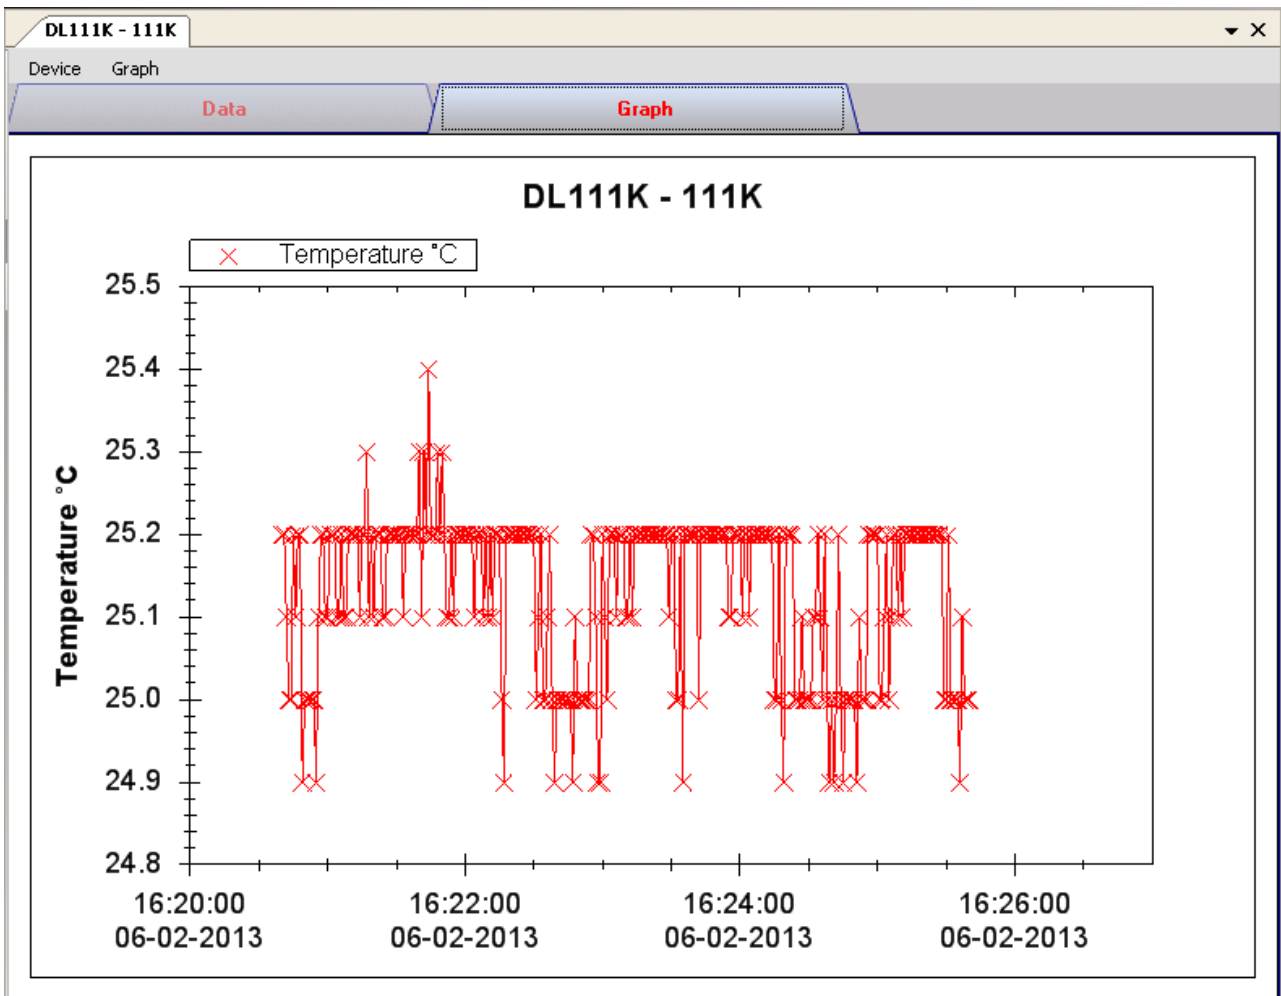 DL111K - 111K
Device Graph
Data Graph
DL111K - 111K
Temperature °C
25.5
25.4
25.3
25.2
25.1
25.0
24.9
24.8
Temperature °C
16:20:00 16:22:00 16:24:00 16:26:00
06-02-2013 06-02-2013 06-02-2013 06-02-2013